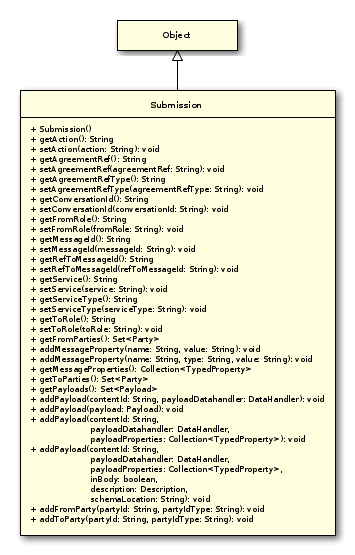 Object
Submission
+ Submission()
+ getAction(): String
+ setAction(action: String): void
+ getAgreementRef(): String
+ setAgreementRef(agreementRef: String): void
+ getAgreementRefType(): String
+ setAgreementRefType(agreementRefType: String): void
+ getConversationId(): String
+ setConversationId(conversationId: String): void
+ getFromRole(): String
+ setFromRole(fromRole: String): void
+ getMessageId(): String
+ setMessageId(messageId: String): void
+ getRefToMessageId(): String
+ setRefToMessageId(refToMessageId: String): void
+ getService(): String
+ setService(service: String): void
+ getServiceType(): String
+ setServiceType(serviceType: String): void
+ getToRole(): String
+ setToRole(toRole: String): void
+ getFromParties(): Set<Party>
+ addMessageProperty(name: String, value: String): void
+ addMessageProperty(name: String, type: String, value: String): void
+ getMessageProperties(): Collection<TypedProperty>
+ getToParties(): Set<Party>
+ getPayloads(): Set<Payload>
+ addPayload(contentId: String, payloadDatahandler: DataHandler): void
+ addPayload(payload: Payload): void
+ addPayload(contentId: String,
payloadDatahandler: DataHandler,
payloadProperties: Collection<TypedProperty>): void
+ addPayload(contentId: String,
payloadDatahandler: DataHandler,
payloadProperties: Collection<TypedProperty>,
inBody: boolean,
description: Description,
schemaLocation: String): void
+ addFromParty(partyId: String, partyIdType: String): void
+ addToParty(partyId: String, partyIdType: String): void